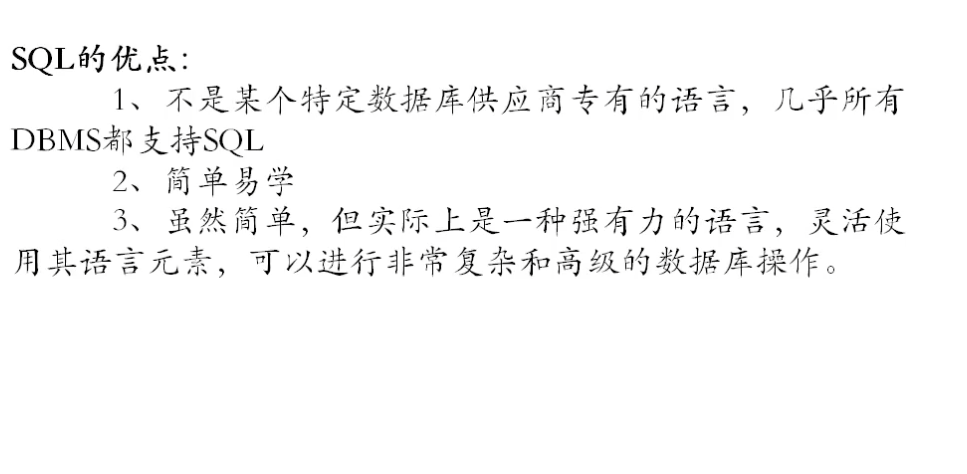 SQL的优点：
1、不是某个特定数据库供应商专有的语言，几乎所有
DBMS都支持SQL
2、简单易学
3、虽然简单，但实际上是一种强有力的语言，灵活使
用其语言元素，可以进行非常复杂和高级的数据库操作。